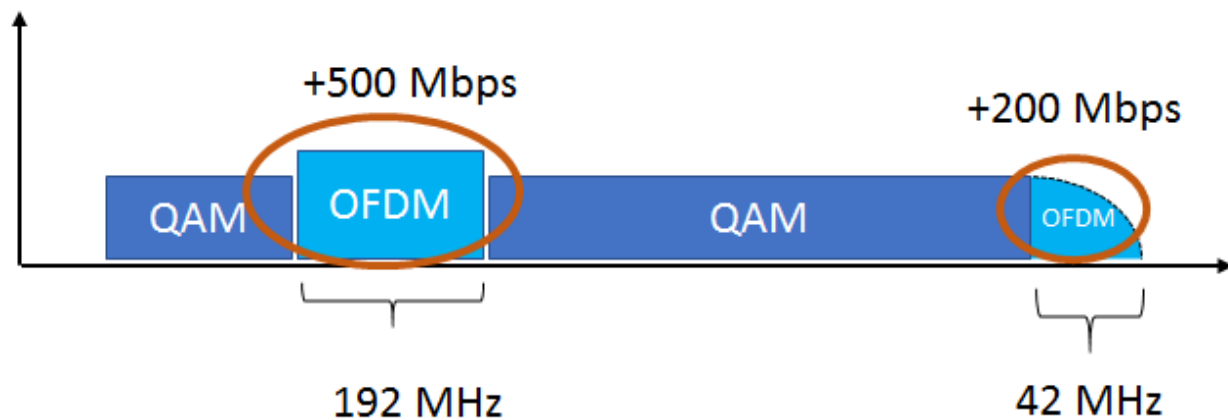 +500 Mbps
+200 Mbps
QAM
OFDM
QAM
OFDM
192 MHz
42 MHz